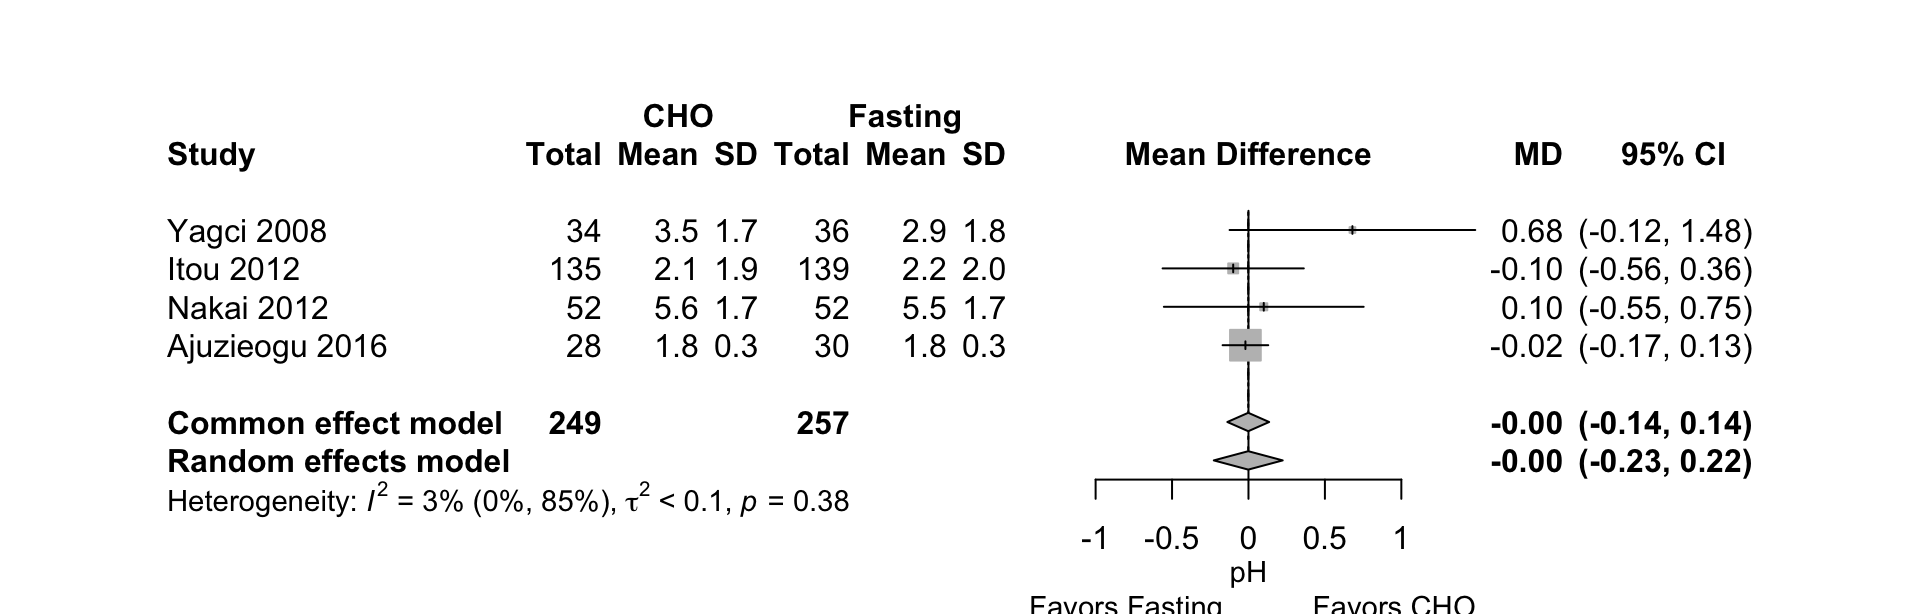 CHO Fasting
Study Total Mean SD Total Mean SD Mean Difference MD 95% CI
Yagci 2008 34 3.5 1.7 36 2.9 1.8 0.68 (-0.12, 1.48)
Itou 2012 135 2.1 1.9 139 2.2 2.0 -0.10 (-0.56, 0.36)
Nakai 2012 52 5.6 1.7 52 5.5 1.7 0.10 (-0.55, 0.75)
Ajuzieogu 2016 28 1.8 0.3 30 1.8 0.3 -0.02 (-0.17, 0.13)
Common effect model 249 257 -0.00 (-0.14, 0.14)
Random effects model -0.00 (-0.23, 0.22)
Heterogeneity: I² = 3% (0%, 85%), τ² < 0.1, p = 0.38
-1 -0.5 0 0.5 1
pH
Favors Fasting Favors CHO